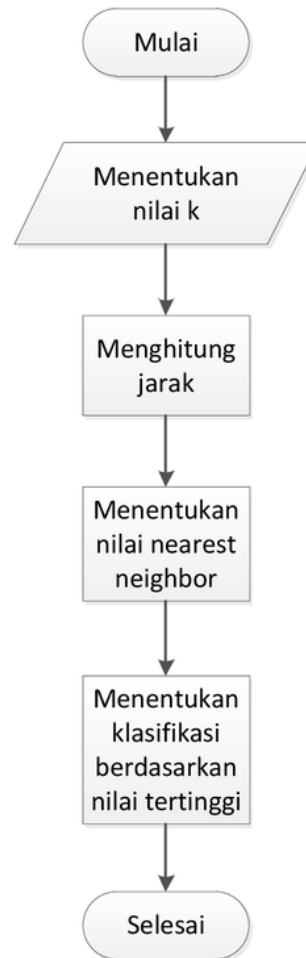 Mulai
Menentukan
nilai k
Menghitung
jarak
Menentukan
nilai nearest
neighbor
Menentukan
klasifikasi
berdasarkan
nilai tertinggi
Selesai